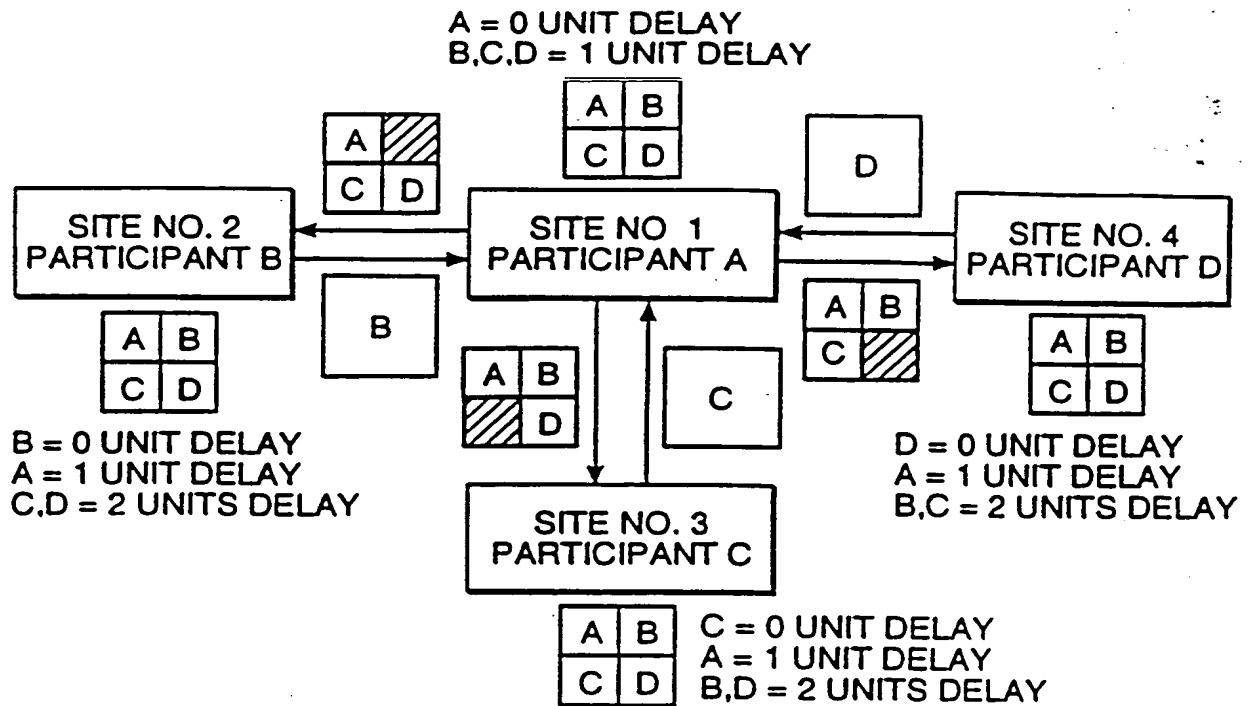 A = 0 UNIT DELAY
B,C,D = 1 UNIT DELAY
A B
C D
A
C D
D
SITE NO. 2
PARTICIPANT B
SITE NO 1
PARTICIPANT A
SITE NO. 4
PARTICIPANT D
B
A B
C
A B
C D
A B
D
C
A B
C D
B = 0 UNIT DELAY
A = 1 UNIT DELAY
C,D = 2 UNITS DELAY
D = 0 UNIT DELAY
A = 1 UNIT DELAY
B,C = 2 UNITS DELAY
SITE NO. 3
PARTICIPANT C
A B
C D
C = 0 UNIT DELAY
A = 1 UNIT DELAY
B,D = 2 UNITS DELAY